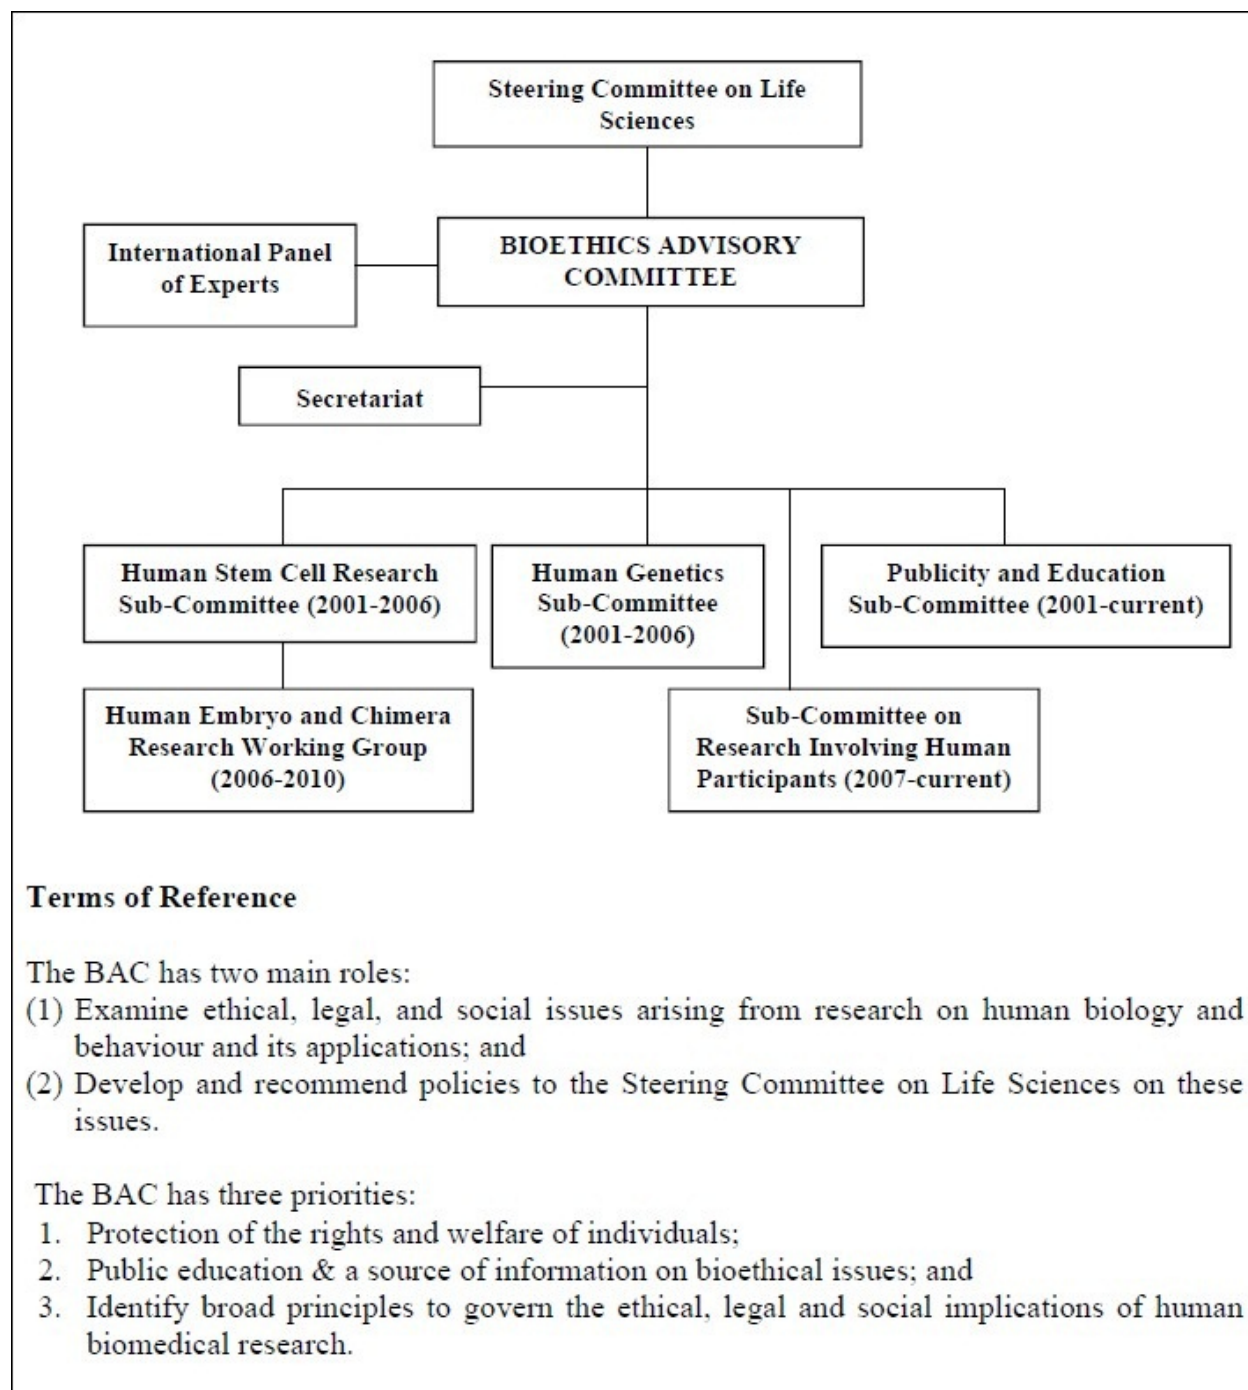 Steering Committee on Life
Sciences
International Panel
of Experts
BIOETHICS ADVISORY
COMMITTEE
Secretariat
Human Stem Cell Research
Sub-Committee (2001-2006)
Human Genetics
Sub-Committee
(2001-2006)
Publicity and Education
Sub-Committee (2001-current)
Human Embryo and Chimera
Research Working Group
(2006-2010)
Sub-Committee on
Research Involving Human
Participants (2007-current)
Terms of Reference
The BAC has two main roles:
(1) Examine ethical, legal, and social issues arising from research on human biology and
behaviour and its applications; and
(2) Develop and recommend policies to the Steering Committee on Life Sciences on these
issues.
The BAC has three priorities:
1. Protection of the rights and welfare of individuals;
2. Public education & a source of information on bioethical issues; and
3. Identify broad principles to govern the ethical, legal and social implications of human
biomedical research.